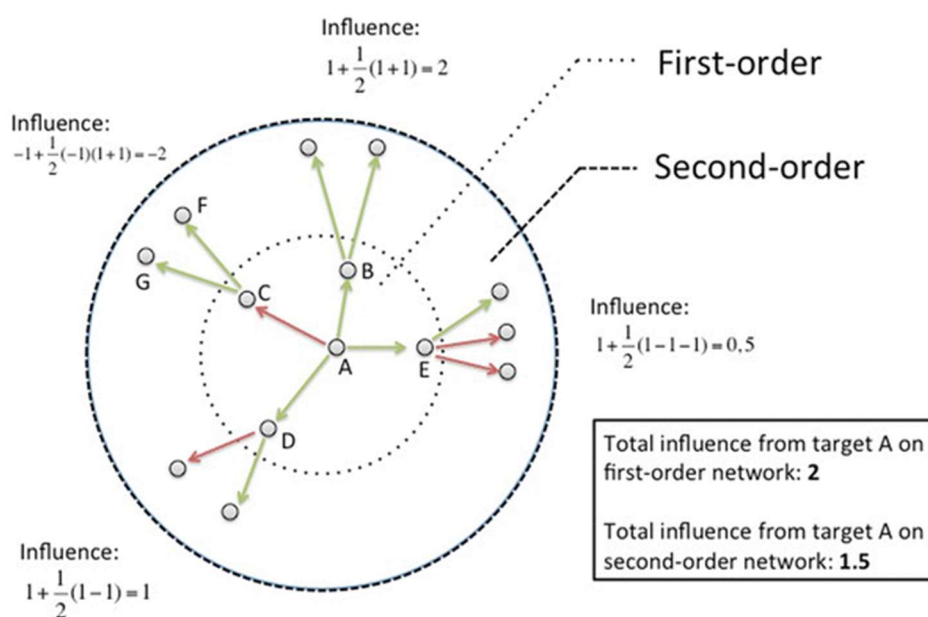 Influence:
1+1/2(1+1)=2
First-order
Influence:
-1+1/2(-1)(1+1)=-2
Second-order
F
G
C
B
A
E
D
Influence:
1+1/2(1-1-1)=0,5
Total influence from target A on
first-order network: 2
Total influence from target A on
second-order network: 1.5
Influence:
1+1/2(1-1)=1